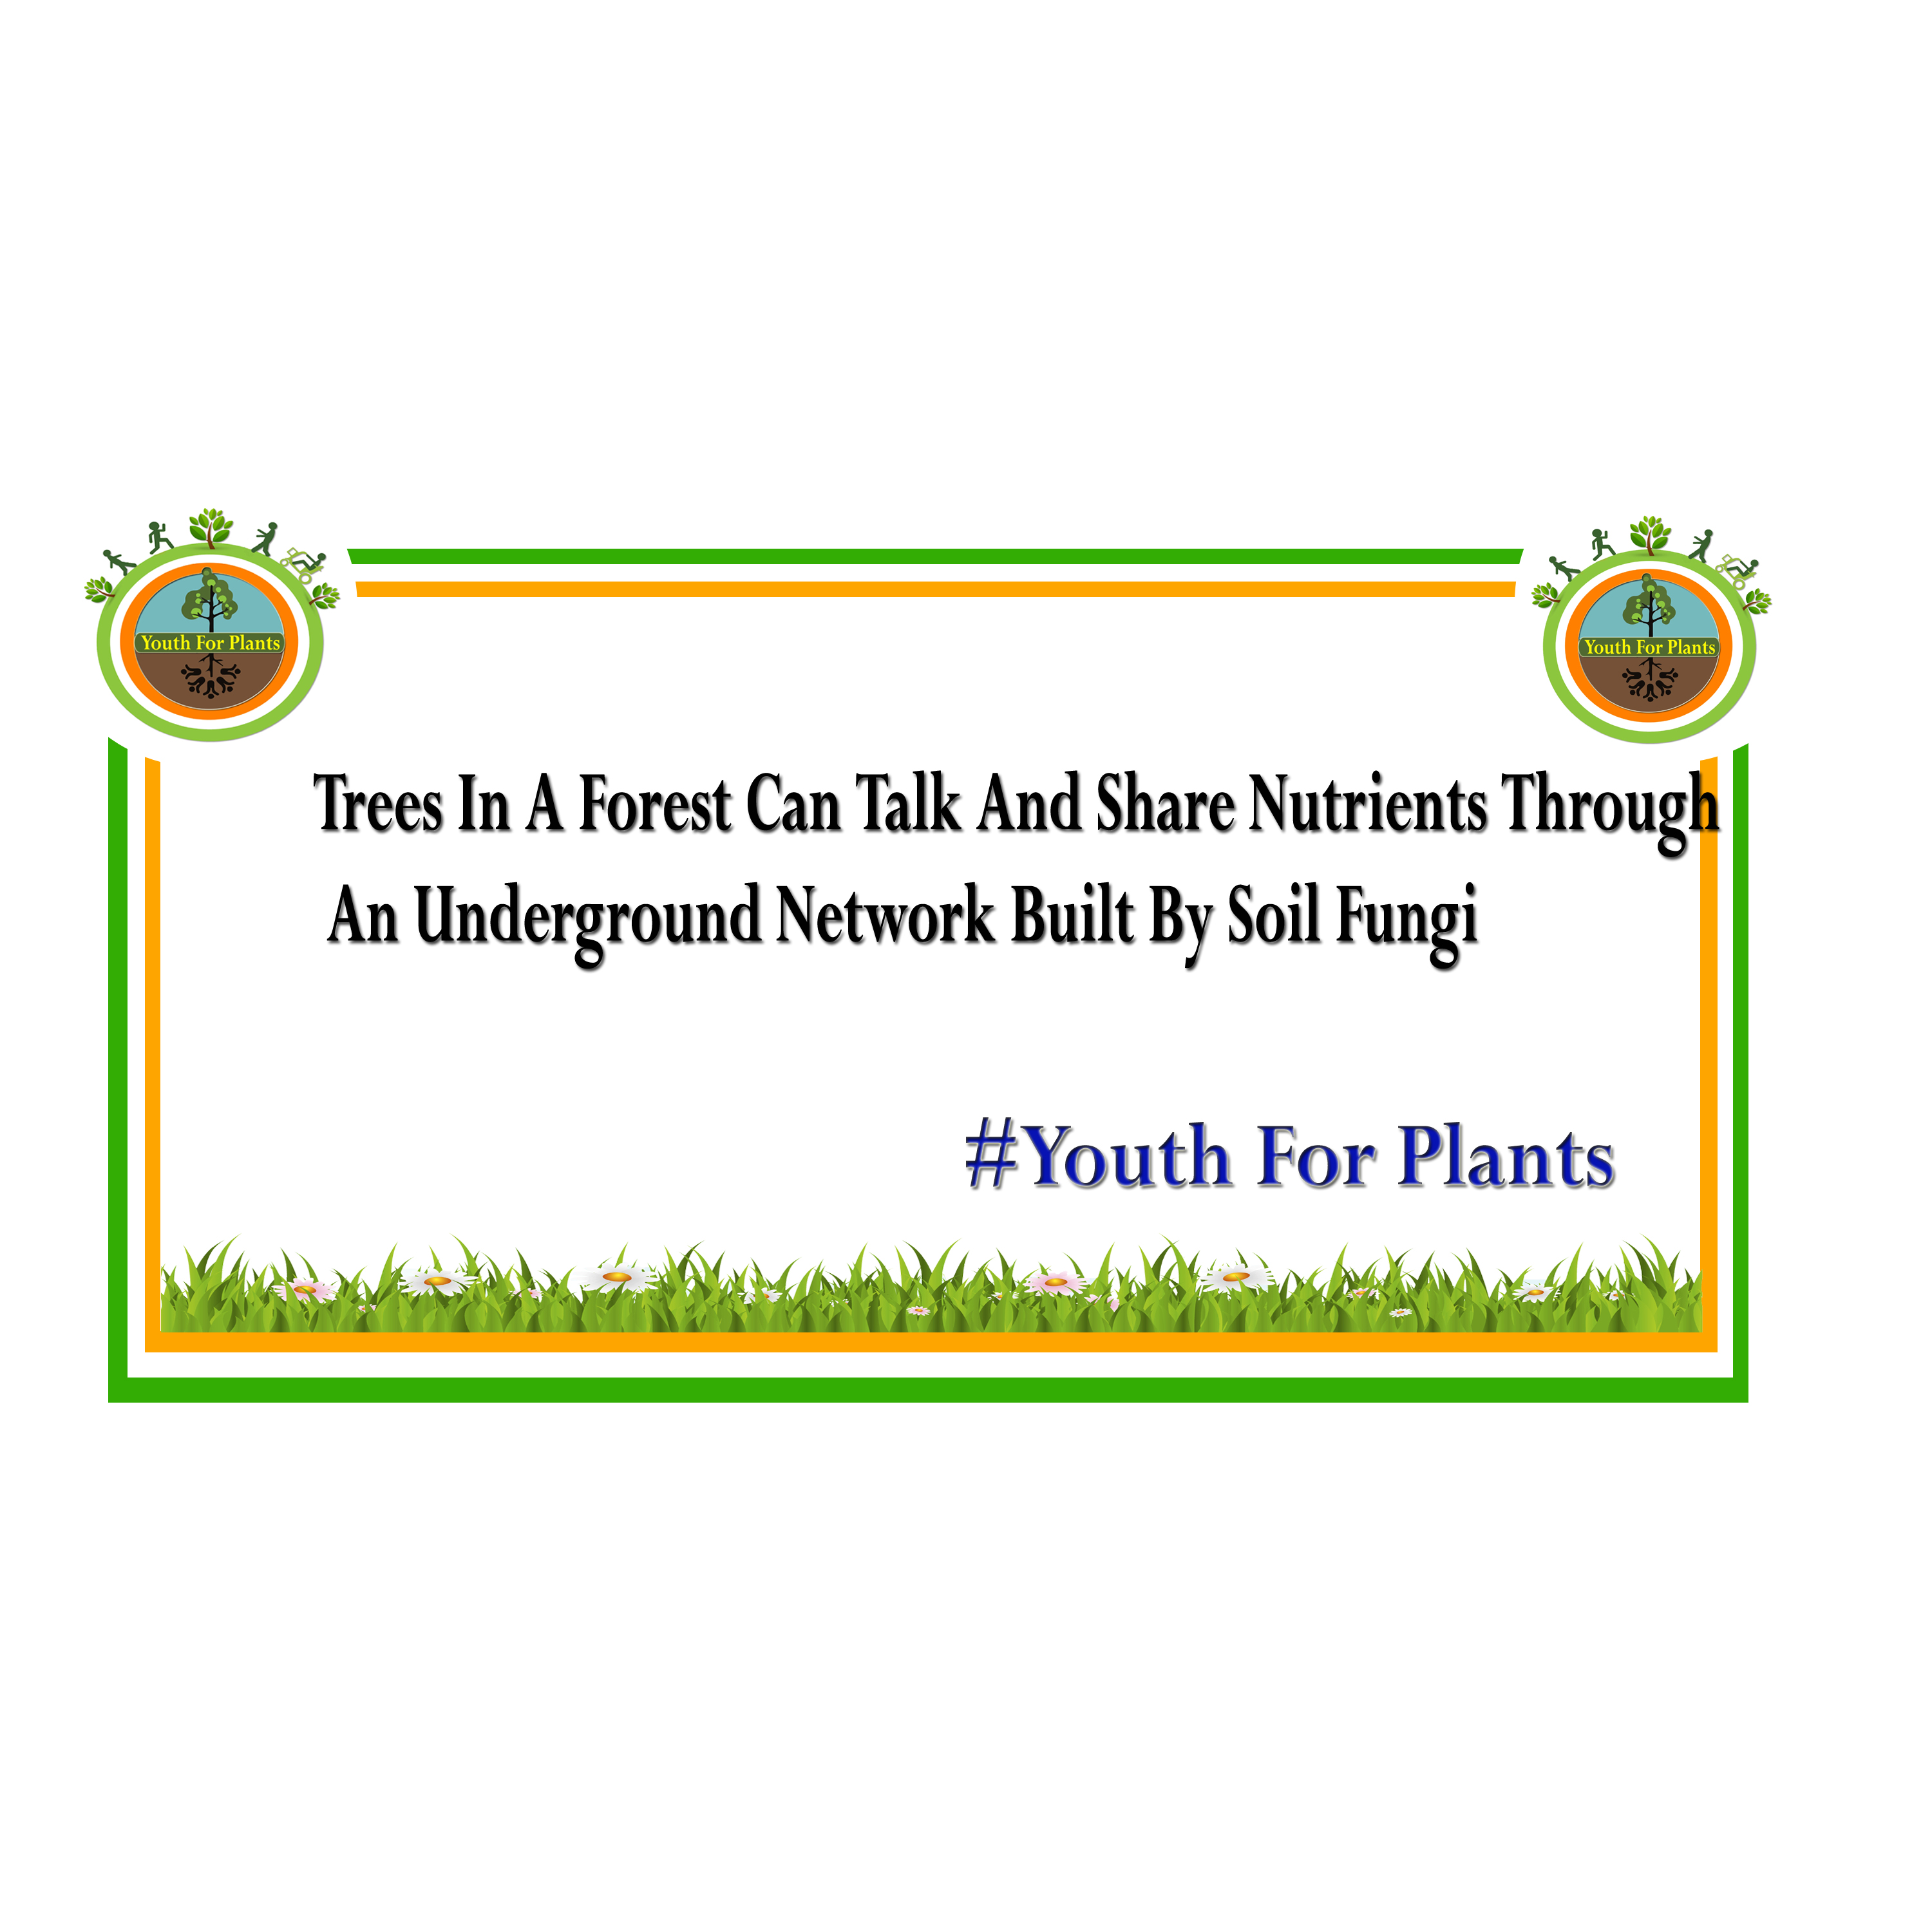 Youth For Plants
Youth For Plants
Trees In A Forest Can Talk And Share Nutrients Through
An Underground Network Built By Soil Fungi
#Youth For Plants